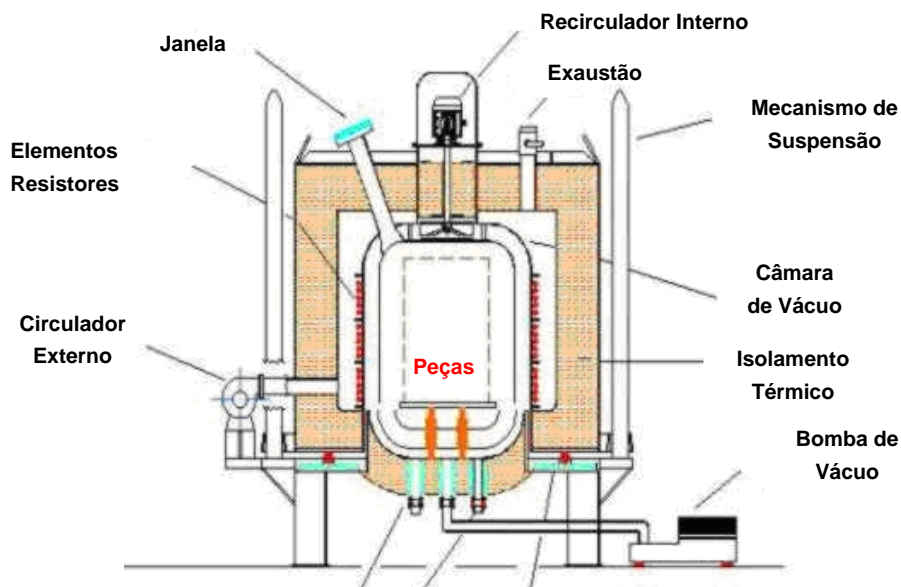 Recirculador Interno
Janela
Exaustão
Mecanismo de
Suspensão
Elementos
Resistores
Câmara
de Vácuo
Circulador
Externo
Peças
Isolamento
Térmico
Bomba de
Vácuo